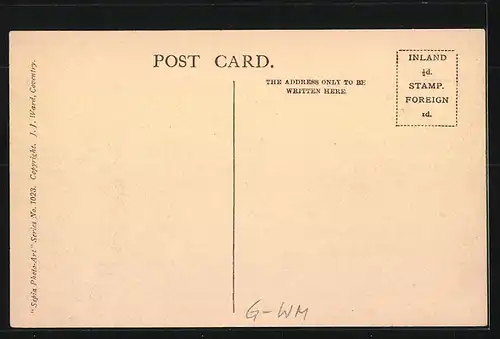 POST CARD.
THE ADDRESS ONLY TO BE
WRITTEN HERE
INLAND
½d.
STAMP.
FOREIGN
1d.
"Sepia Photo-Art" Series No. 1023. Copyright. J. J. Ward, Coventry.
G-WM